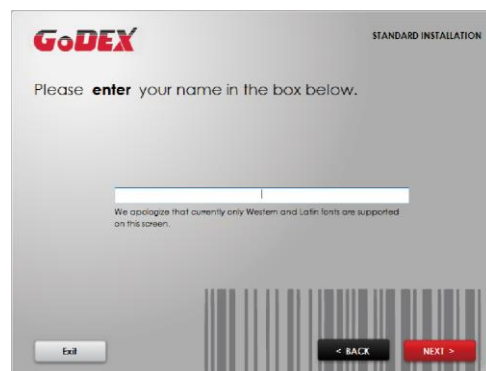 GoDEX
STANDARD INSTALLATION
Please enter your name in the box below.
We apologize that currently only Western and Latin fonts are supported
on this screen.
Exit
< BACK
NEXT >